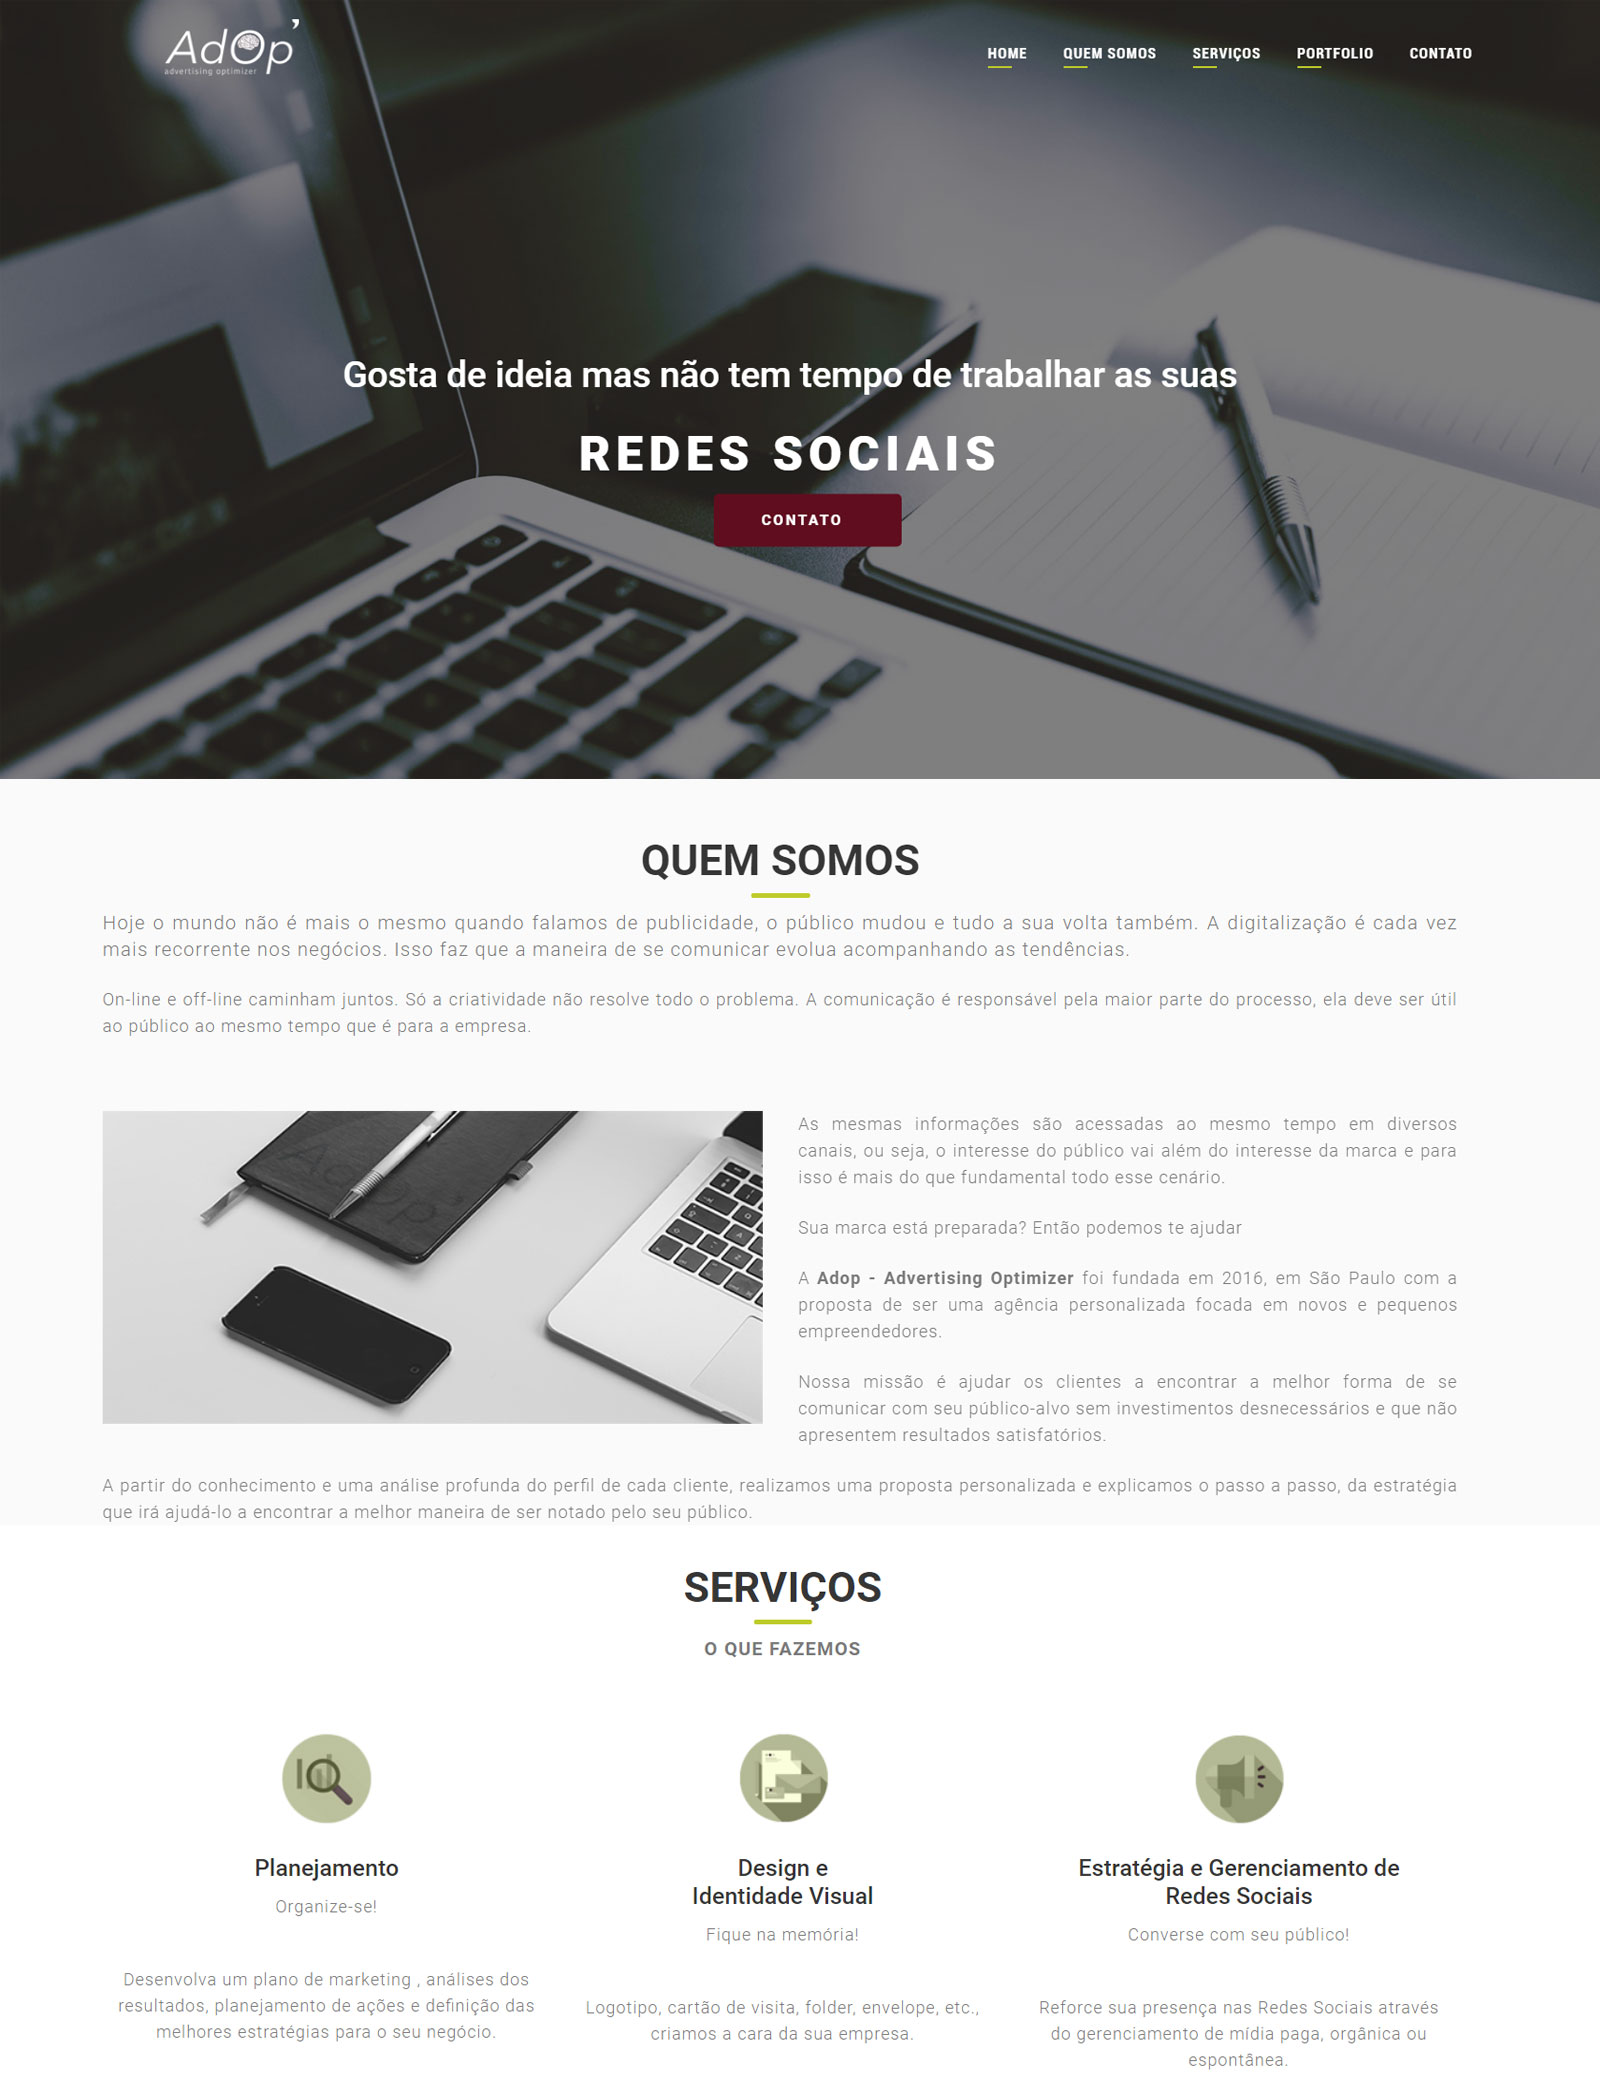 AdOp'
advertising optimizer
HOME QUEM SOMOS SERVIÇOS PORTFOLIO CONTATO
Gosta de ideia mas não tem tempo de trabalhar as suas
REDES SOCIAIS
CONTATO
QUEM SOMOS
Hoje o mundo não é mais o mesmo quando falamos de publicidade, o público mudou e tudo a sua volta também. A digitalização é cada vez
mais recorrente nos negócios. Isso faz que a maneira de se comunicar evolua acompanhando as tendências.
On-line e off-line caminham juntos. Só a criatividade não resolve todo o problema. A comunicação é responsável pela maior parte do processo, ela deve ser útil
ao público ao mesmo tempo que é para a empresa.
AdOp'
As mesmas informações são acessadas ao mesmo tempo em diversos
canais, ou seja, o interesse do público vai além do interesse da marca e para
isso é mais do que fundamental todo esse cenário.
Sua marca está preparada? Então podemos te ajudar
A Adop - Advertising Optimizer foi fundada em 2016, em São Paulo com a
proposta de ser uma agência personalizada focada em novos e pequenos
empreendedores.
Nossa missão é ajudar os clientes a encontrar a melhor forma de se
comunicar com seu público-alvo sem investimentos desnecessários e que não
apresentem resultados satisfatórios.
A partir do conhecimento e uma análise profunda do perfil de cada cliente, realizamos uma proposta personalizada e explicamos o passo a passo, da estratégia
que irá ajudá-lo a encontrar a melhor maneira de ser notado pelo seu público.
SERVIÇOS
O QUE FAZEMOS
Planejamento
Organize-se!
Desenvolva um plano de marketing , análises dos
resultados, planejamento de ações e definição das
melhores estratégias para o seu negócio.
Design e
Identidade Visual
Fique na memória!
Logotipo, cartão de visita, folder, envelope, etc.,
criamos a cara da sua empresa.
Estratégia e Gerenciamento de
Redes Sociais
Converse com seu público!
Reforce sua presença nas Redes Sociais através
do gerenciamento de mídia paga, orgânica ou
espontânea.